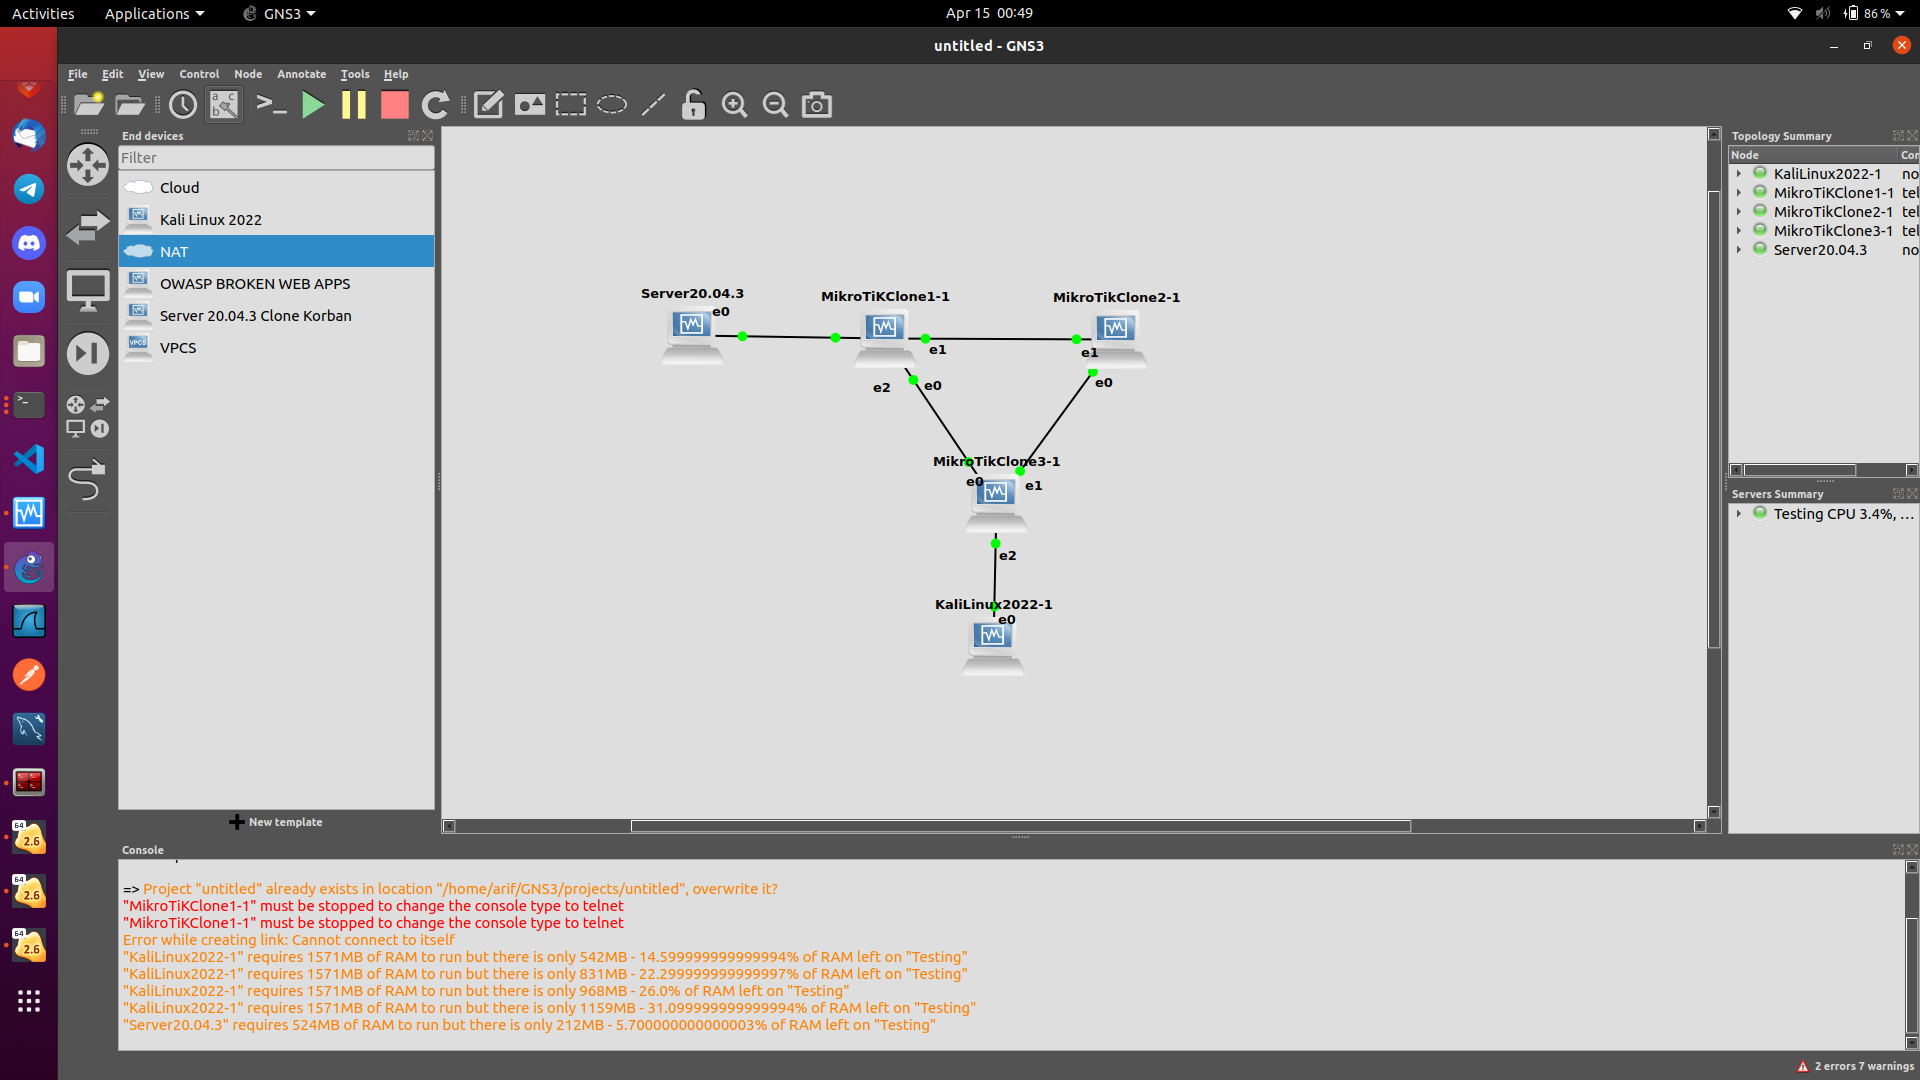 Activities Applications GNS3 Apr 15 00:49 86 %
untitled - GNS3
File Edit View Control Node Annotate Tools Help
End devices
Filter
Cloud
Kali Linux 2022
NAT
OWASP BROKEN WEB APPS
Server 20.04.3 Clone Korban
VPCS
New template
Server20.04.3
e0
MikroTiKClone1-1
MikroTikClone2-1
e1
e1
e2
e0
e0
MikroTikClone3-1
e0
e1
e2
KaliLinux2022-1
e0
Topology Summary
Node Cor
KaliLinux2022-1 no
MikroTiKClone1-1 tel
MikroTikClone2-1 tel
MikroTikClone3-1 tel
Server20.04.3 no
Servers Summary
Testing CPU 3.4%, ...
Console
=> Project "untitled" already exists in location "/home/arif/GNS3/projects/untitled", overwrite it?
"MikroTiKClone1-1" must be stopped to change the console type to telnet
"MikroTiKClone1-1" must be stopped to change the console type to telnet
Error while creating link: Cannot connect to itself
"KaliLinux2022-1" requires 1571MB of RAM to run but there is only 542MB - 14.599999999999994% of RAM left on "Testing"
"KaliLinux2022-1" requires 1571MB of RAM to run but there is only 831MB - 22.299999999999997% of RAM left on "Testing"
"KaliLinux2022-1" requires 1571MB of RAM to run but there is only 968MB - 26.0% of RAM left on "Testing"
"KaliLinux2022-1" requires 1571MB of RAM to run but there is only 1159MB - 31.099999999999994% of RAM left on "Testing"
"Server20.04.3" requires 524MB of RAM to run but there is only 212MB - 5.700000000000003% of RAM left on "Testing"
2 errors 7 warnings
64
2.6
64
2.6
64
2.6